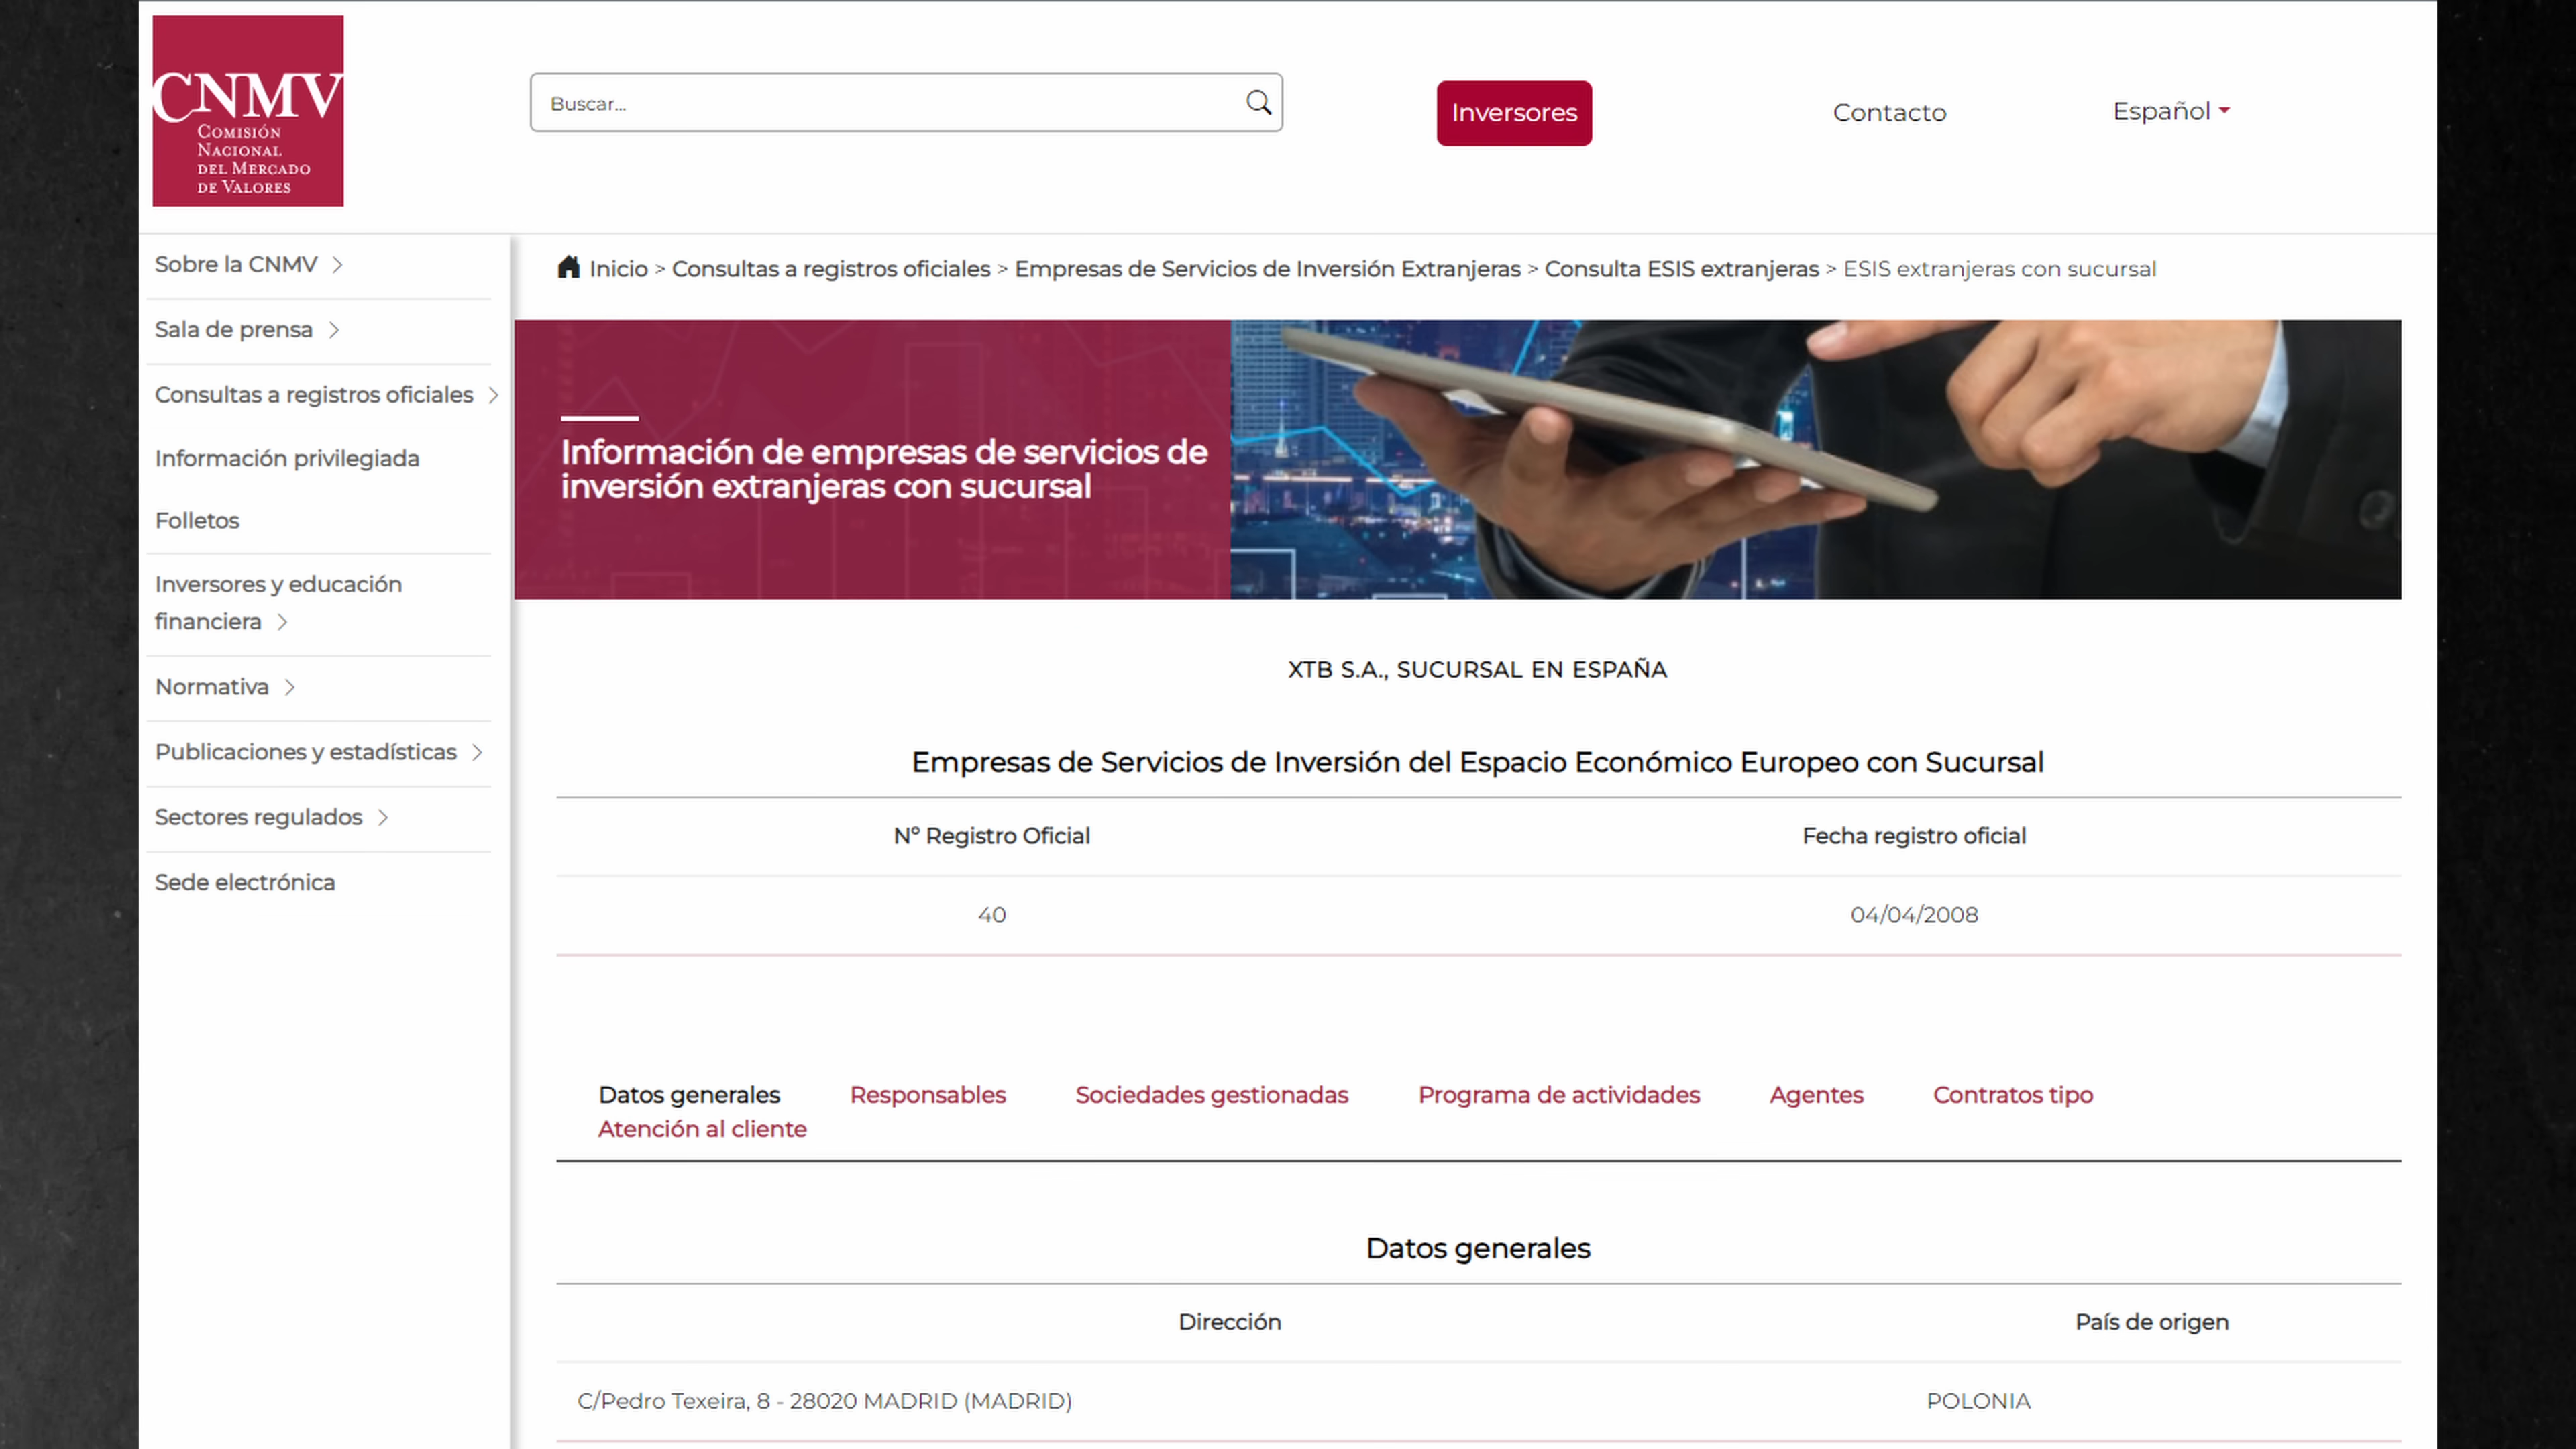 CNMV
COMISIÓN
NACIONAL
DEL MERCADO
DE VALORES
Buscar...
Inversores
Contacto
Español
Sobre la CNMV
Sala de prensa
Consultas a registros oficiales
Información privilegiada
Folletos
Inversores y educación
financiera
Normativa
Publicaciones y estadísticas
Sectores regulados
Sede electrónica
Inicio > Consultas a registros oficiales > Empresas de Servicios de Inversión Extranjeras > Consulta ESIS extranjeras > ESIS extranjeras con sucursal
Información de empresas de servicios de
inversión extranjeras con sucursal
XTB S.A., SUCURSAL EN ESPAÑA
Empresas de Servicios de Inversión del Espacio Económico Europeo con Sucursal
Nº Registro Oficial Fecha registro oficial
40 04/04/2008
Datos generales Responsables Sociedades gestionadas Programa de actividades Agentes Contratos tipo
Atención al cliente
Datos generales
Dirección País de origen
C/Pedro Texeira, 8 - 28020 MADRID (MADRID) POLONIA